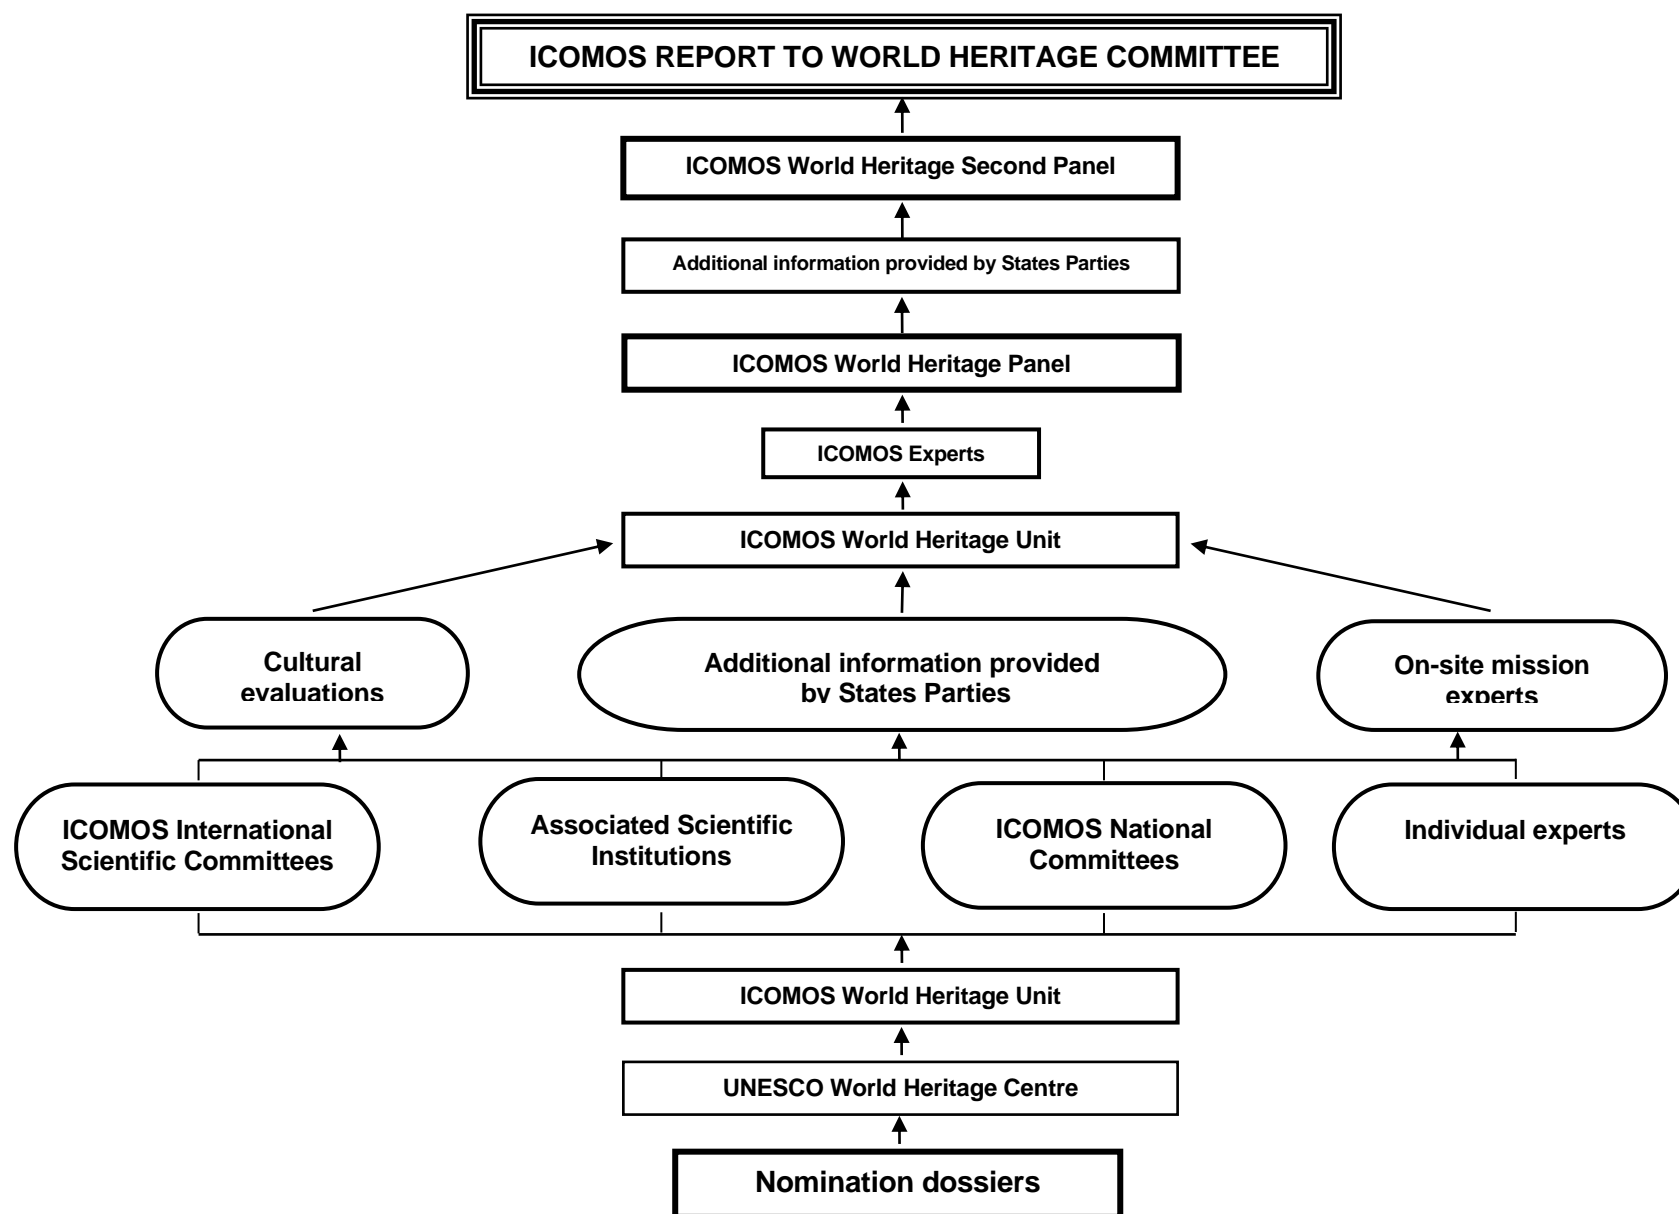 ICOMOS REPORT TO WORLD HERITAGE COMMITTEE
ICOMOS World Heritage Second Panel
Additional information provided by States Parties
ICOMOS World Heritage Panel
ICOMOS Experts
ICOMOS World Heritage Unit
Cultural
evaluations
Additional information provided
by States Parties
On-site mission
experts
ICOMOS International
Scientific Committees
Associated Scientific
Institutions
ICOMOS National
Committees
Individual experts
ICOMOS World Heritage Unit
UNESCO World Heritage Centre
Nomination dossiers